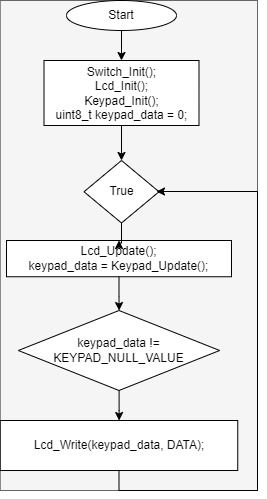 Start
Switch_Init();
Lcd_Init();
Keypad_Init();
uint8_t keypad_data = 0;
True
Lcd_Update();
keypad_data = Keypad_Update();
keypad_data !=
KEYPAD_NULL_VALUE
Lcd_Write(keypad_data, DATA);